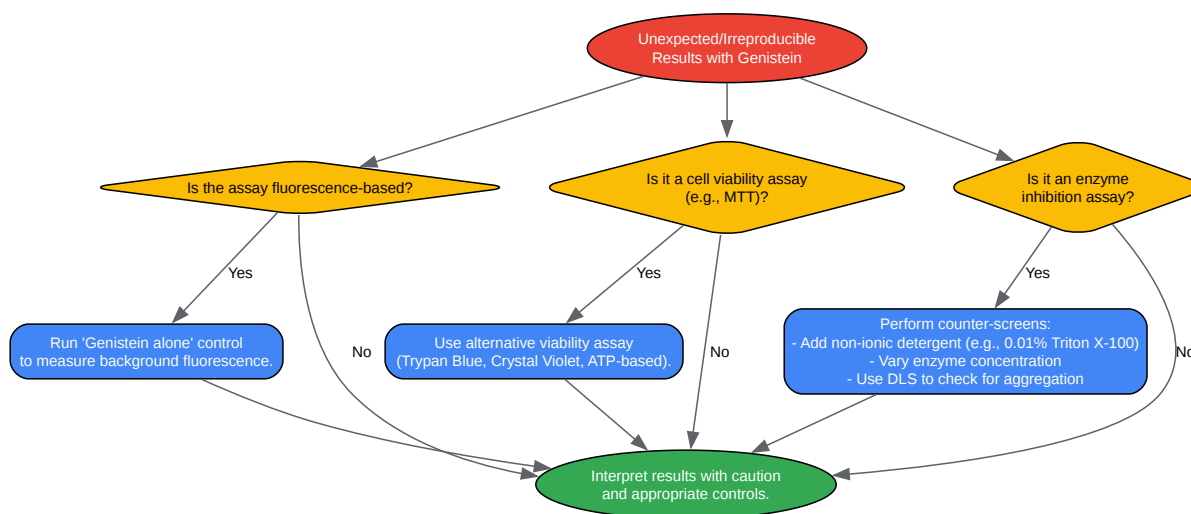 Unexpected/Irreproducible
Results with Genistein
Is the assay fluorescence-based?
Is it a cell viability assay
(e.g., MTT)?
Is it an enzyme
inhibition assay?
Yes
Yes
Yes
Run 'Genistein alone' control
to measure background fluorescence.
No
Use alternative viability assay
(Trypan Blue, Crystal Violet, ATP-based).
No
Perform counter-screens:
- Add non-ionic detergent (e.g., 0.01% Triton X-100)
- Vary enzyme concentration
- Use DLS to check for aggregation
No
Interpret results with caution
and appropriate controls.